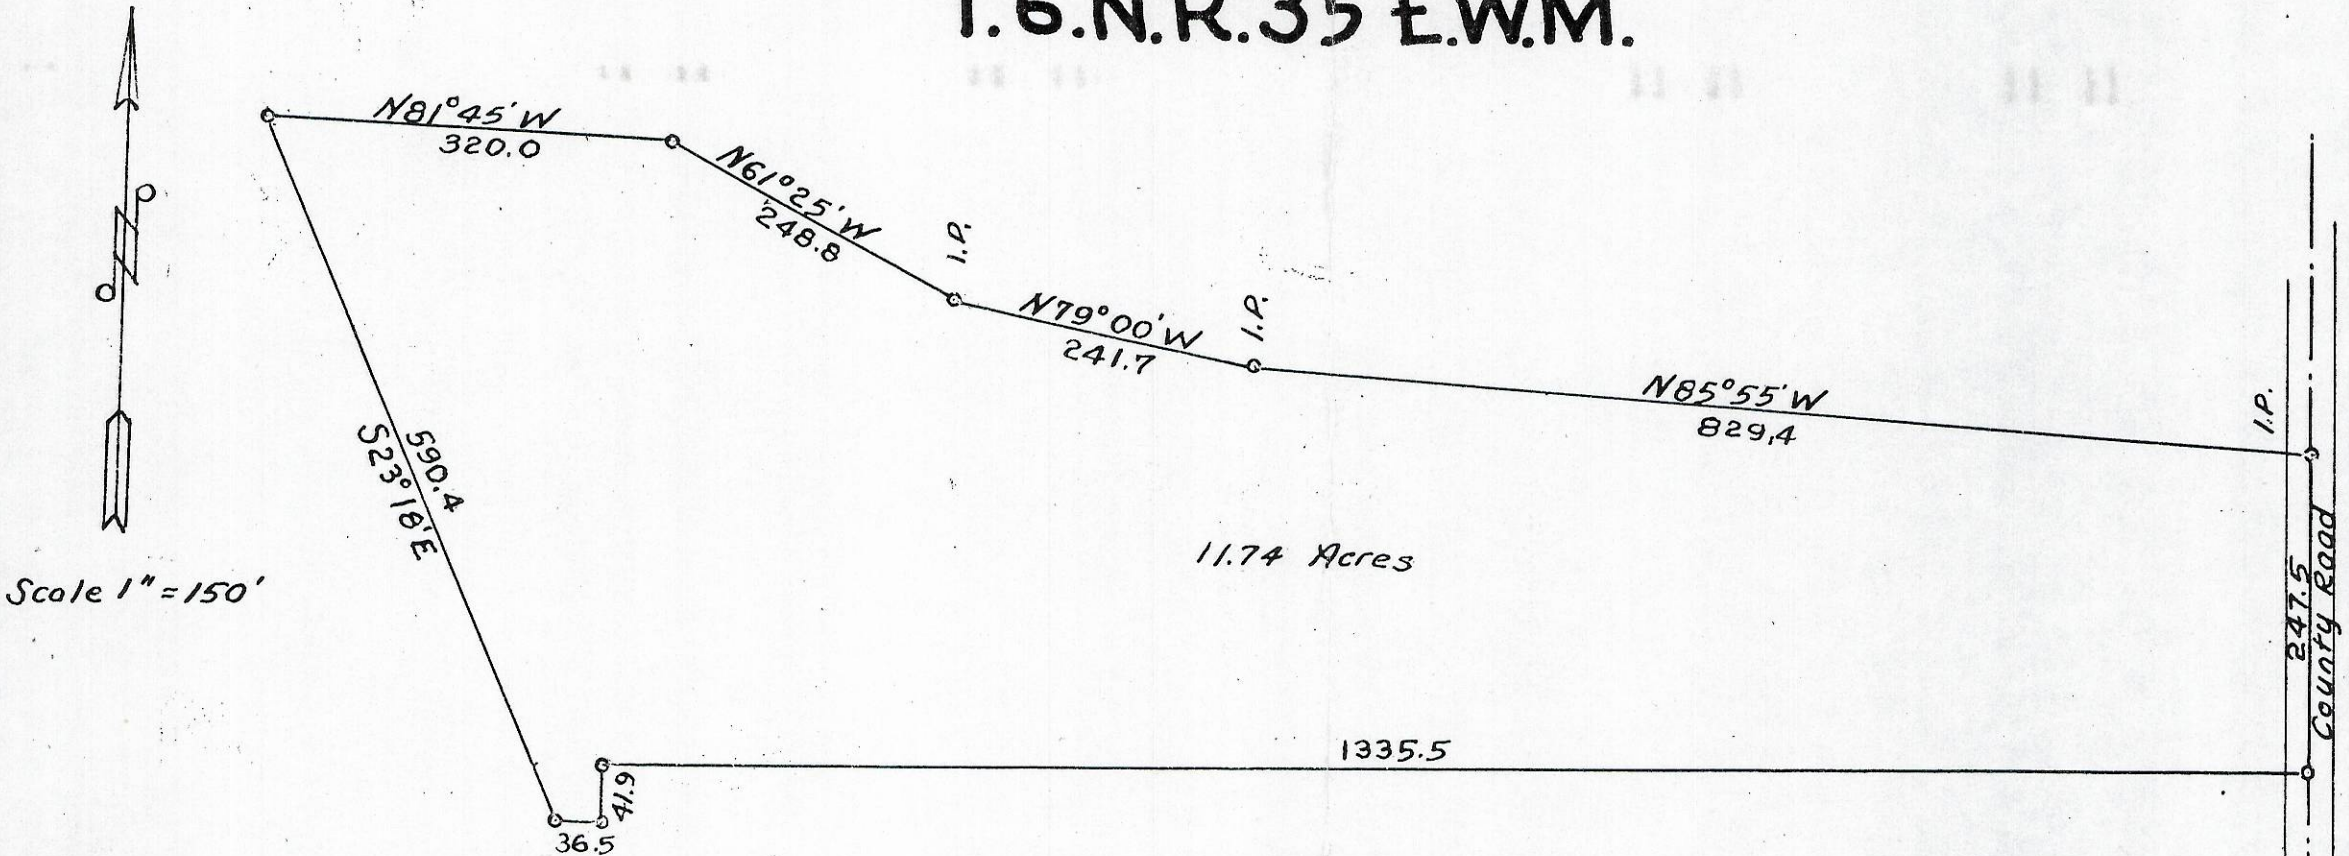 T.6.N.R.35 E.W.M.
N81°45'W
320.0
N61°25'W
248.8
I.P.
N79°00'W
241.7
I.P.
N85°55'W
829,4
I.P.
590.4
S23°18'E
11.74 Acres
Scale 1" = 150'
247.5
County Road
1335.5
41.9
36.5